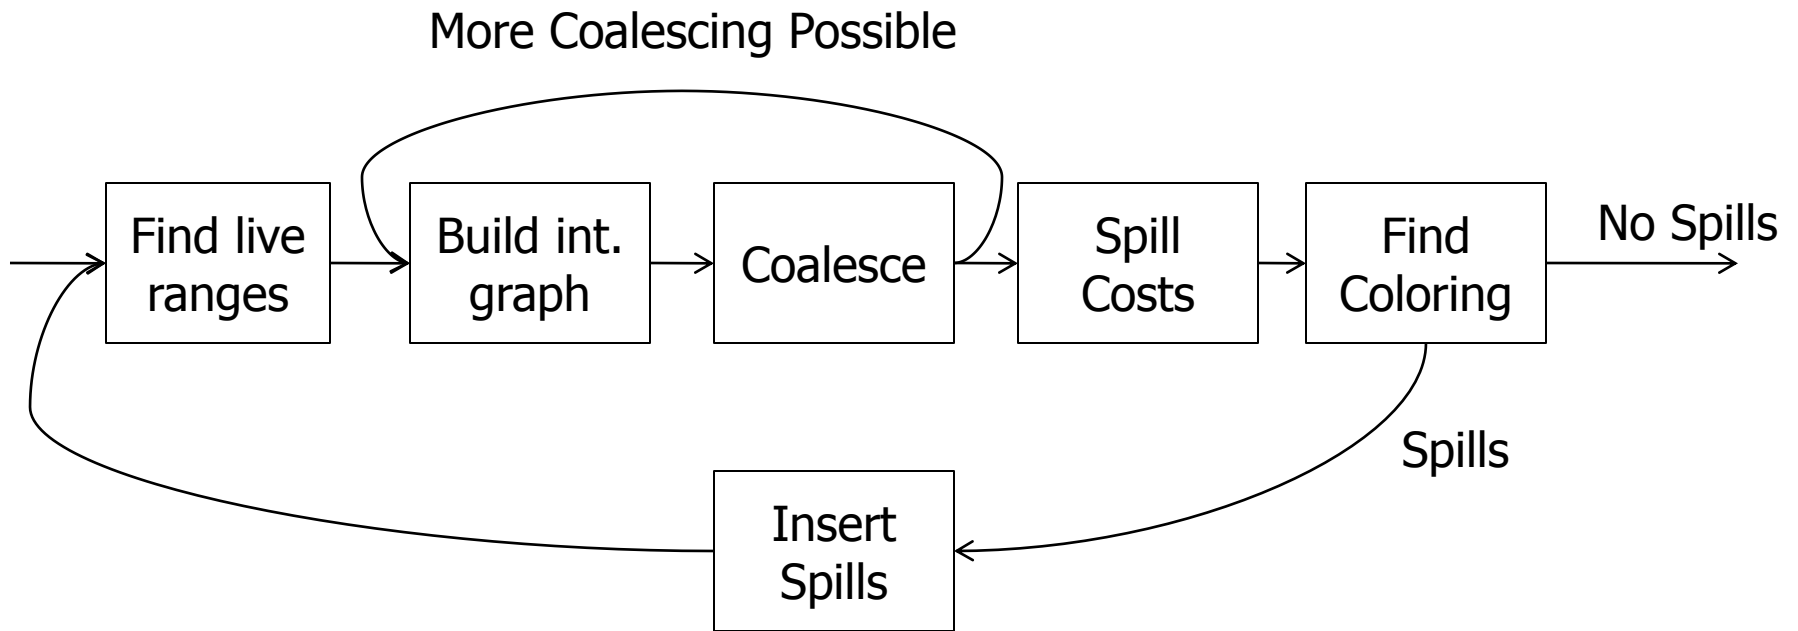 More Coalescing Possible
Find live
ranges
Build int.
graph
Coalesce
Spill
Costs
Find
Coloring
No Spills
Spills
Insert
Spills